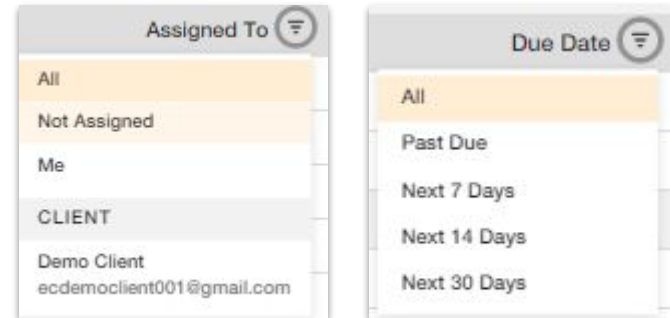 Assigned To
All
Not Assigned
Me
CLIENT
Demo Client
ecdemoclient001@gmail.com
Due Date
All
Past Due
Next 7 Days
Next 14 Days
Next 30 Days